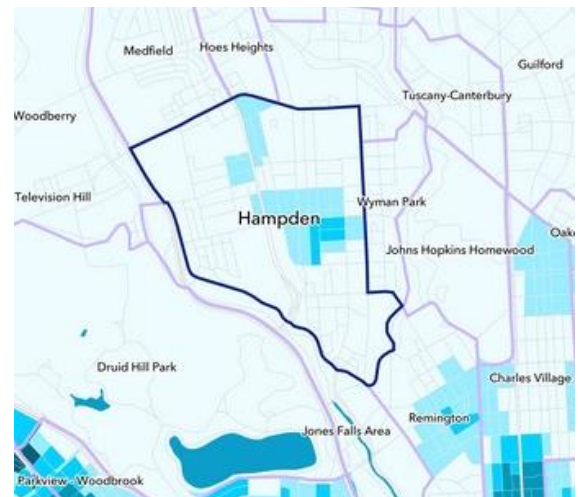 Medfield
Hoes Heights
Guilford
Tuscany-Canterbury
Woodberry
Television Hill
Wyman Park
Hampden
Oake
Johns Hopkins Homewood
Druid Hill Park
Charles Village
Remington
Jones Falls Area
Parkview - Woodbrook